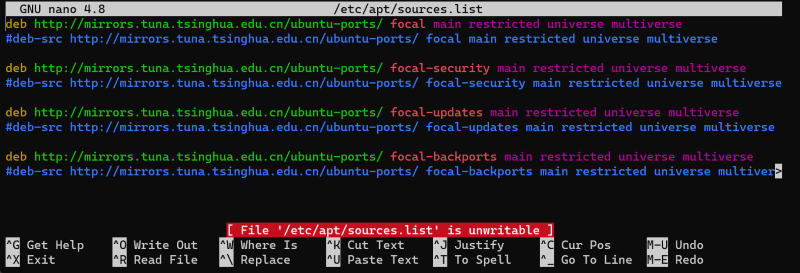 GNU nano 4.8 /etc/apt/sources.list
deb http://mirrors.tuna.tsinghua.edu.cn/ubuntu-ports/ focal main restricted universe multiverse
#deb-src http://mirrors.tuna.tsinghua.edu.cn/ubuntu-ports/ focal main restricted universe multiverse
deb http://mirrors.tuna.tsinghua.edu.cn/ubuntu-ports/ focal-security main restricted universe multiverse
#deb-src http://mirrors.tuna.tsinghua.edu.cn/ubuntu-ports/ focal-security main restricted universe multiverse
deb http://mirrors.tuna.tsinghua.edu.cn/ubuntu-ports/ focal-updates main restricted universe multiverse
#deb-src http://mirrors.tuna.tsinghua.edu.cn/ubuntu-ports/ focal-updates main restricted universe multiverse
deb http://mirrors.tuna.tsinghua.edu.cn/ubuntu-ports/ focal-backports main restricted universe multiverse
#deb-src http://mirrors.tuna.tsinghua.edu.cn/ubuntu-ports/ focal-backports main restricted universe multiver>
[ File '/etc/apt/sources.list' is unwritable ]
^G Get Help ^O Write Out ^W Where Is ^K Cut Text ^J Justify ^C Cur Pos M-U Undo
^X Exit ^R Read File ^\ Replace ^U Paste Text ^T To Spell ^_ Go To Line M-E Redo